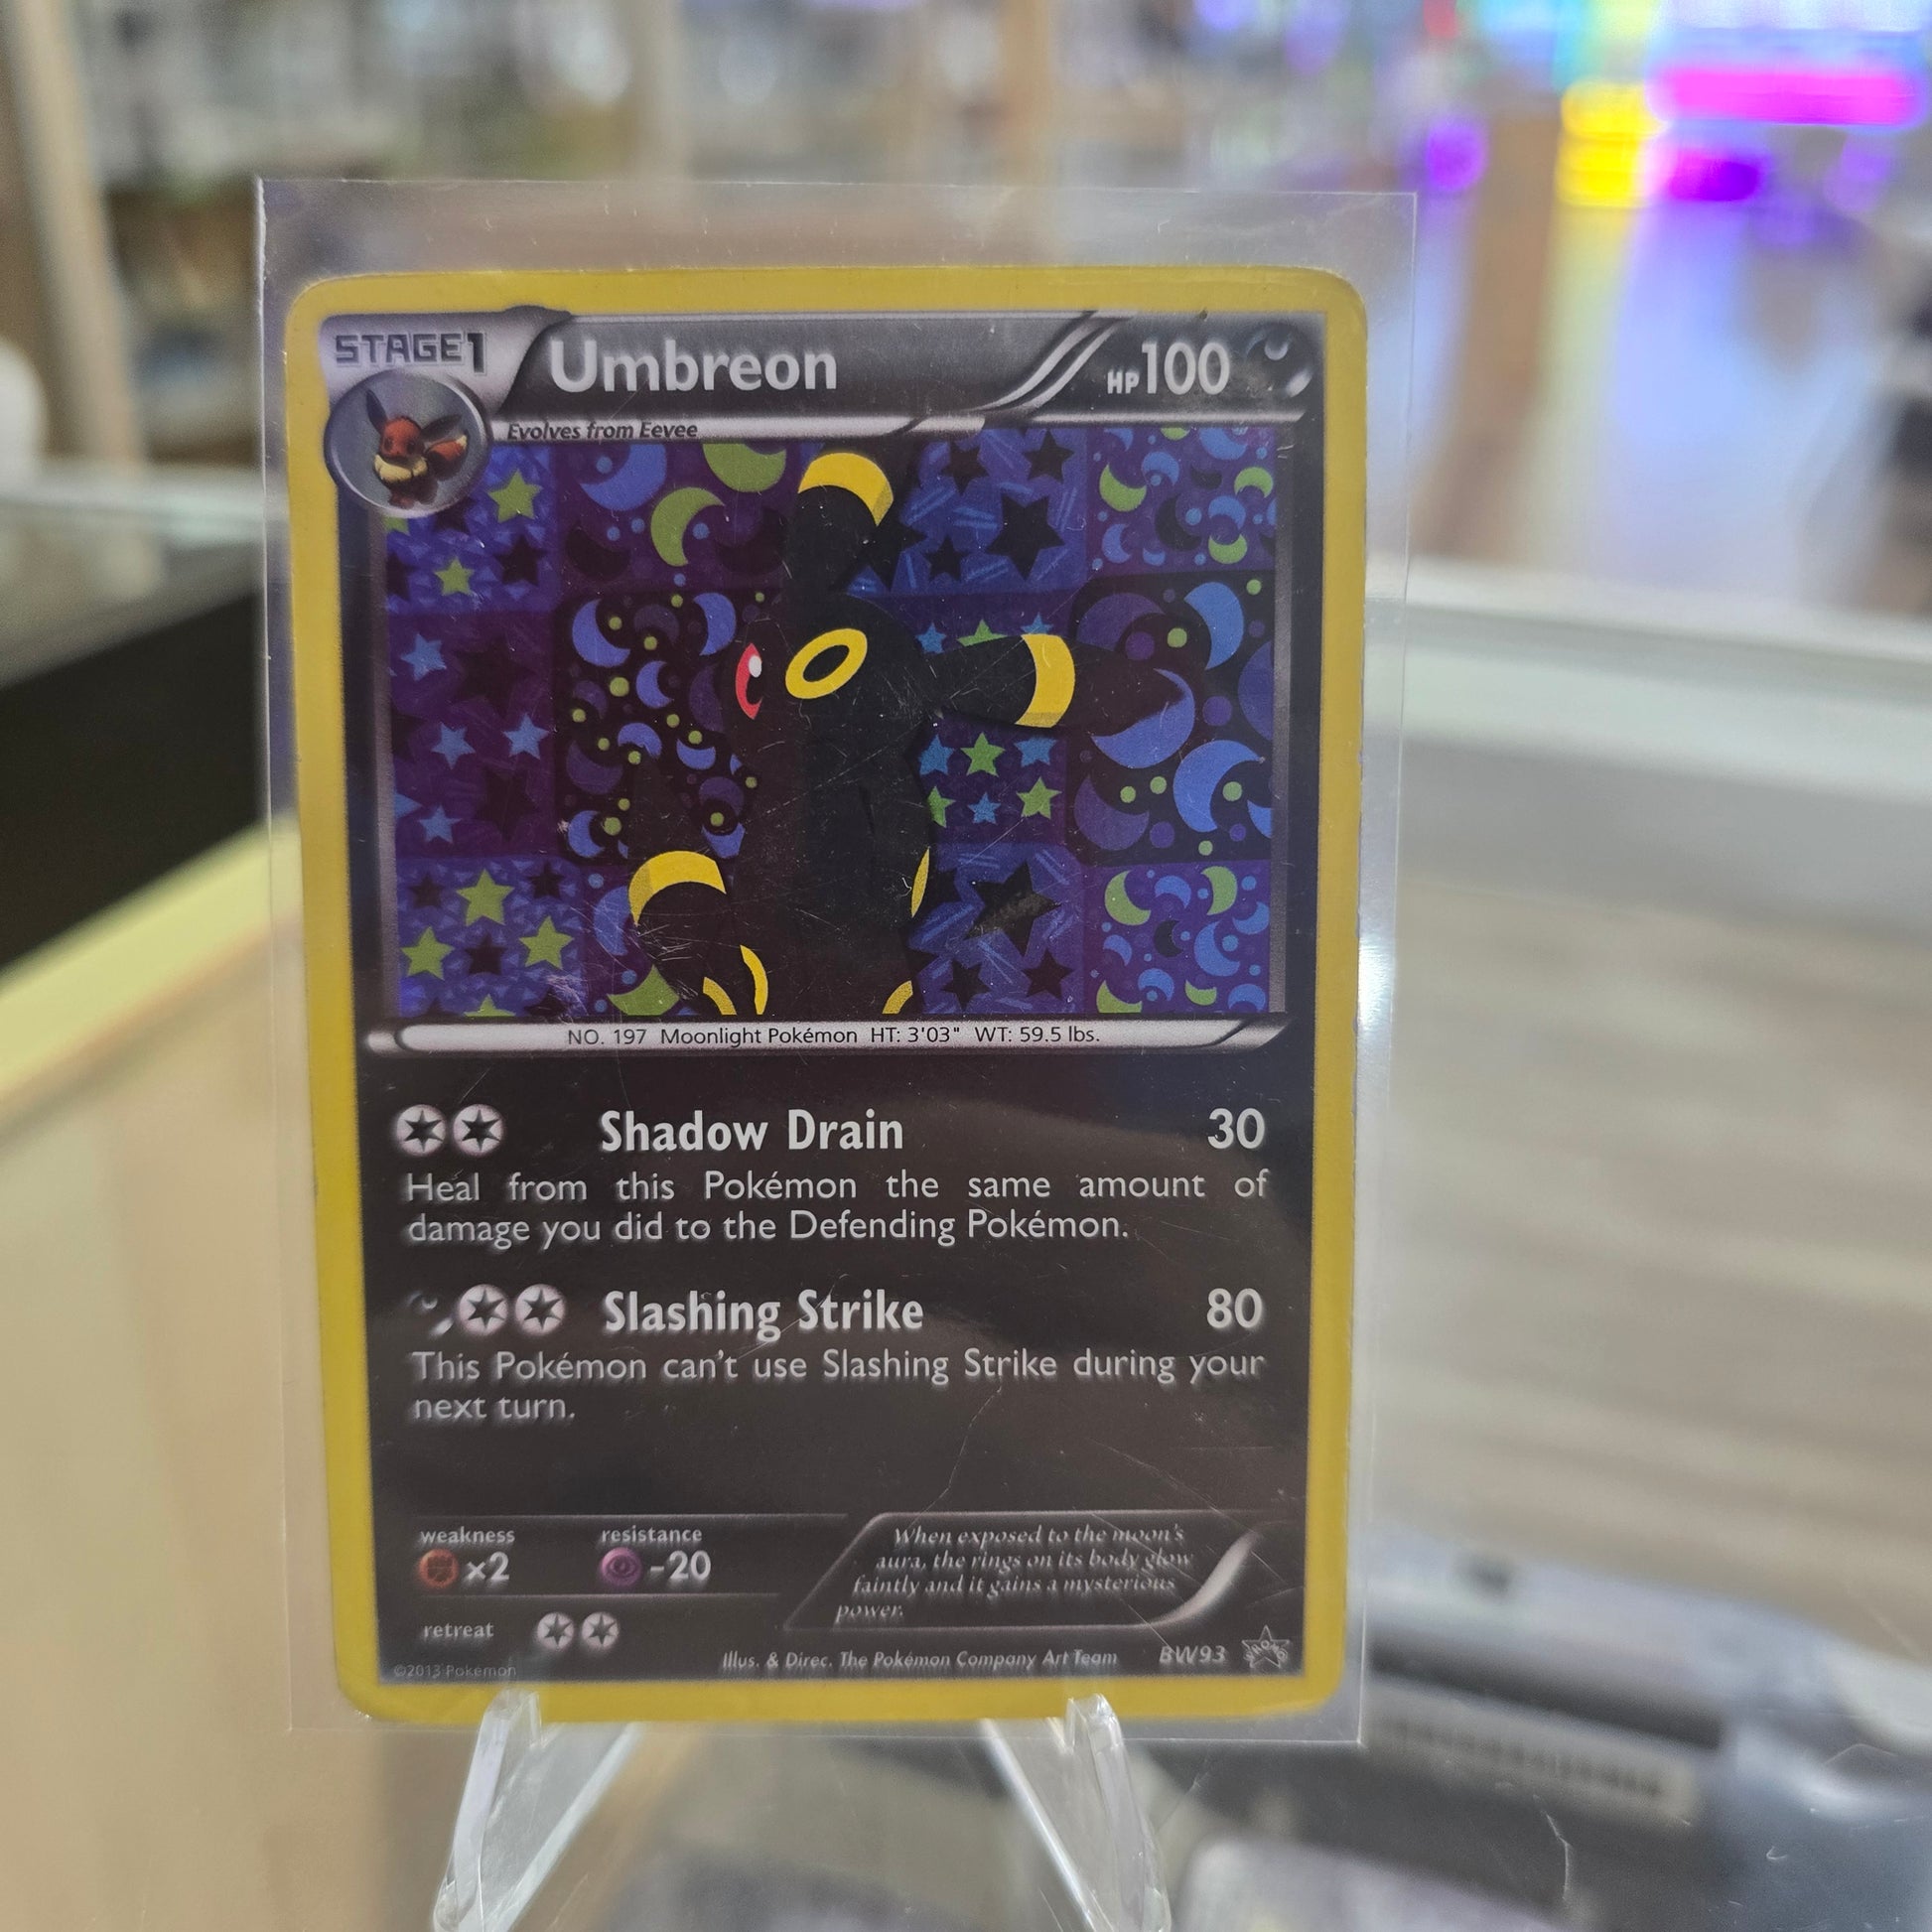 STAGE1
Umbreon
HP100
Evolves from Eevee
NO. 197 Moonlight Pokémon HT: 3'03" WT: 59.5 lbs.
Shadow Drain 30
Heal from this Pokémon the same amount of
damage you did to the Defending Pokémon.
Slashing Strike 80
This Pokémon can't use Slashing Strike during your
next turn.
weakness
×2
resistance
-20
When exposed to the moon's
aura, the rings on its body glow
faintly and it gains a mysterious
power.
retreat
Illus. & Direc. The Pokémon Company Art Team
BW93
PROMO
©2013 Pokémon